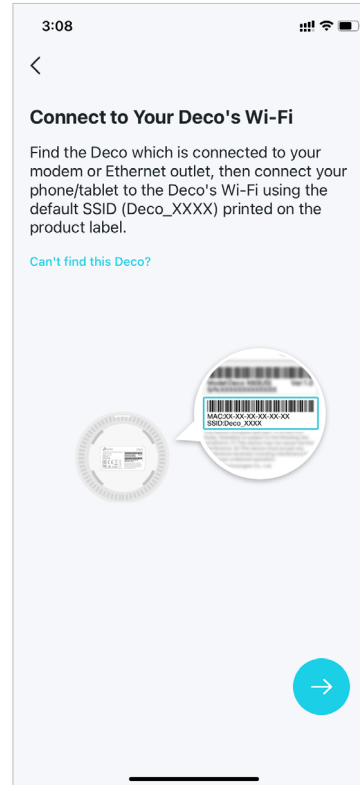 3:08
Connect to Your Deco's Wi-Fi
Find the Deco which is connected to your
modem or Ethernet outlet, then connect your
phone/tablet to the Deco's Wi-Fi using the
default SSID (Deco_XXXX) printed on the
product label.
Can't find this Deco?
MAC:XX-XX-XX-XX-XX-XX
SSID:Deco_XXXX